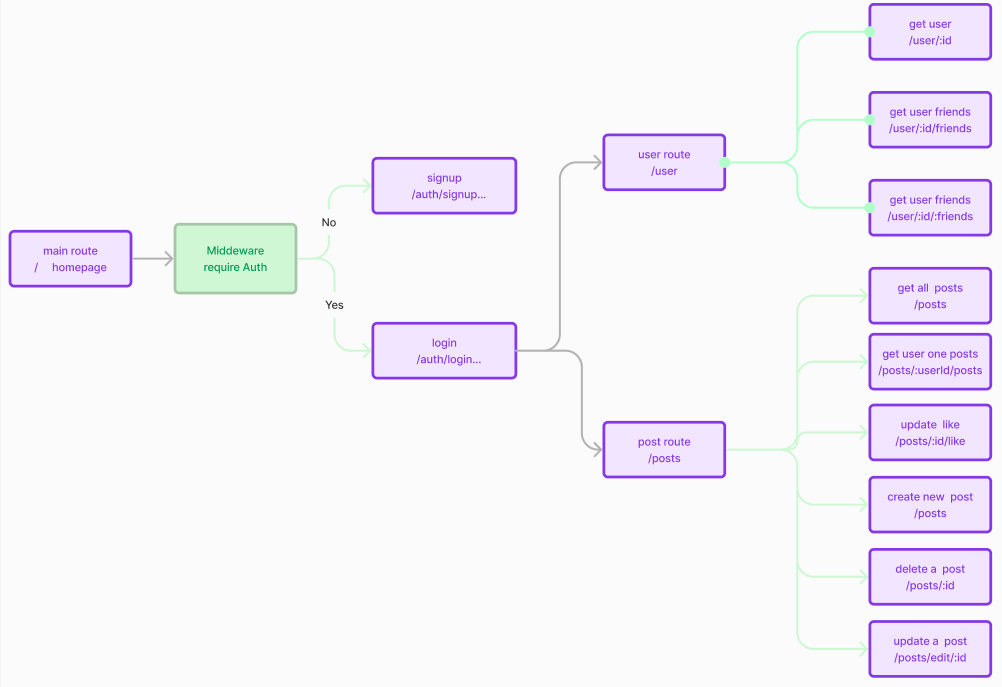 main route
/ homepage
Middeware
require Auth
No
Yes
signup
/auth/signup...
login
/auth/login...
user route
/user
post route
/posts
get user
/user/:id
get user friends
/user/:id/friends
get user friends
/user/:id/:friends
get all posts
/posts
get user one posts
/posts/:userId/posts
update like
/posts/:id/like
create new post
/posts
delete a post
/posts/:id
update a post
/posts/edit/:id